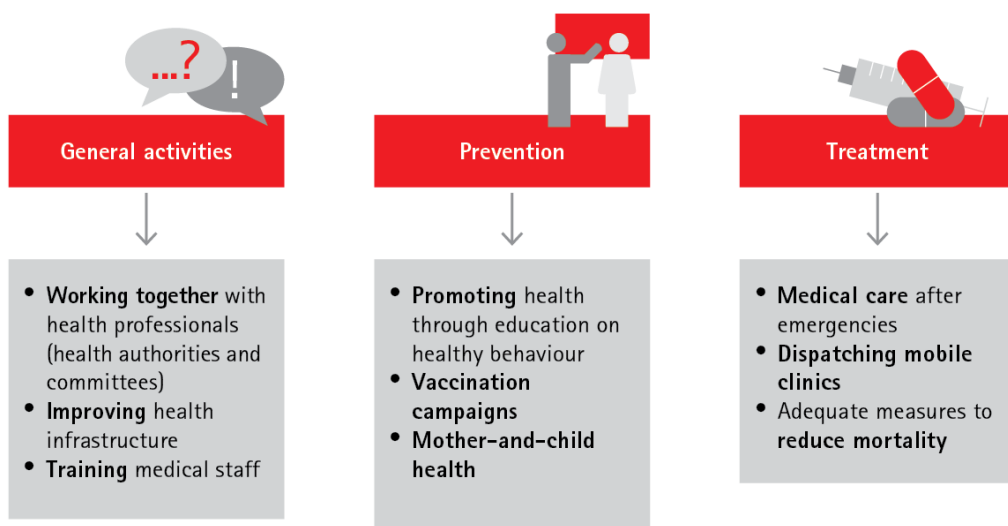 ...?
!
General activities
• Working together with
health professionals
(health authorities and
committees)
• Improving health
infrastructure
• Training medical staff
Prevention
• Promoting health
through education on
healthy behaviour
• Vaccination
campaigns
• Mother-and-child
health
Treatment
• Medical care after
emergencies
• Dispatching mobile
clinics
• Adequate measures to
reduce mortality